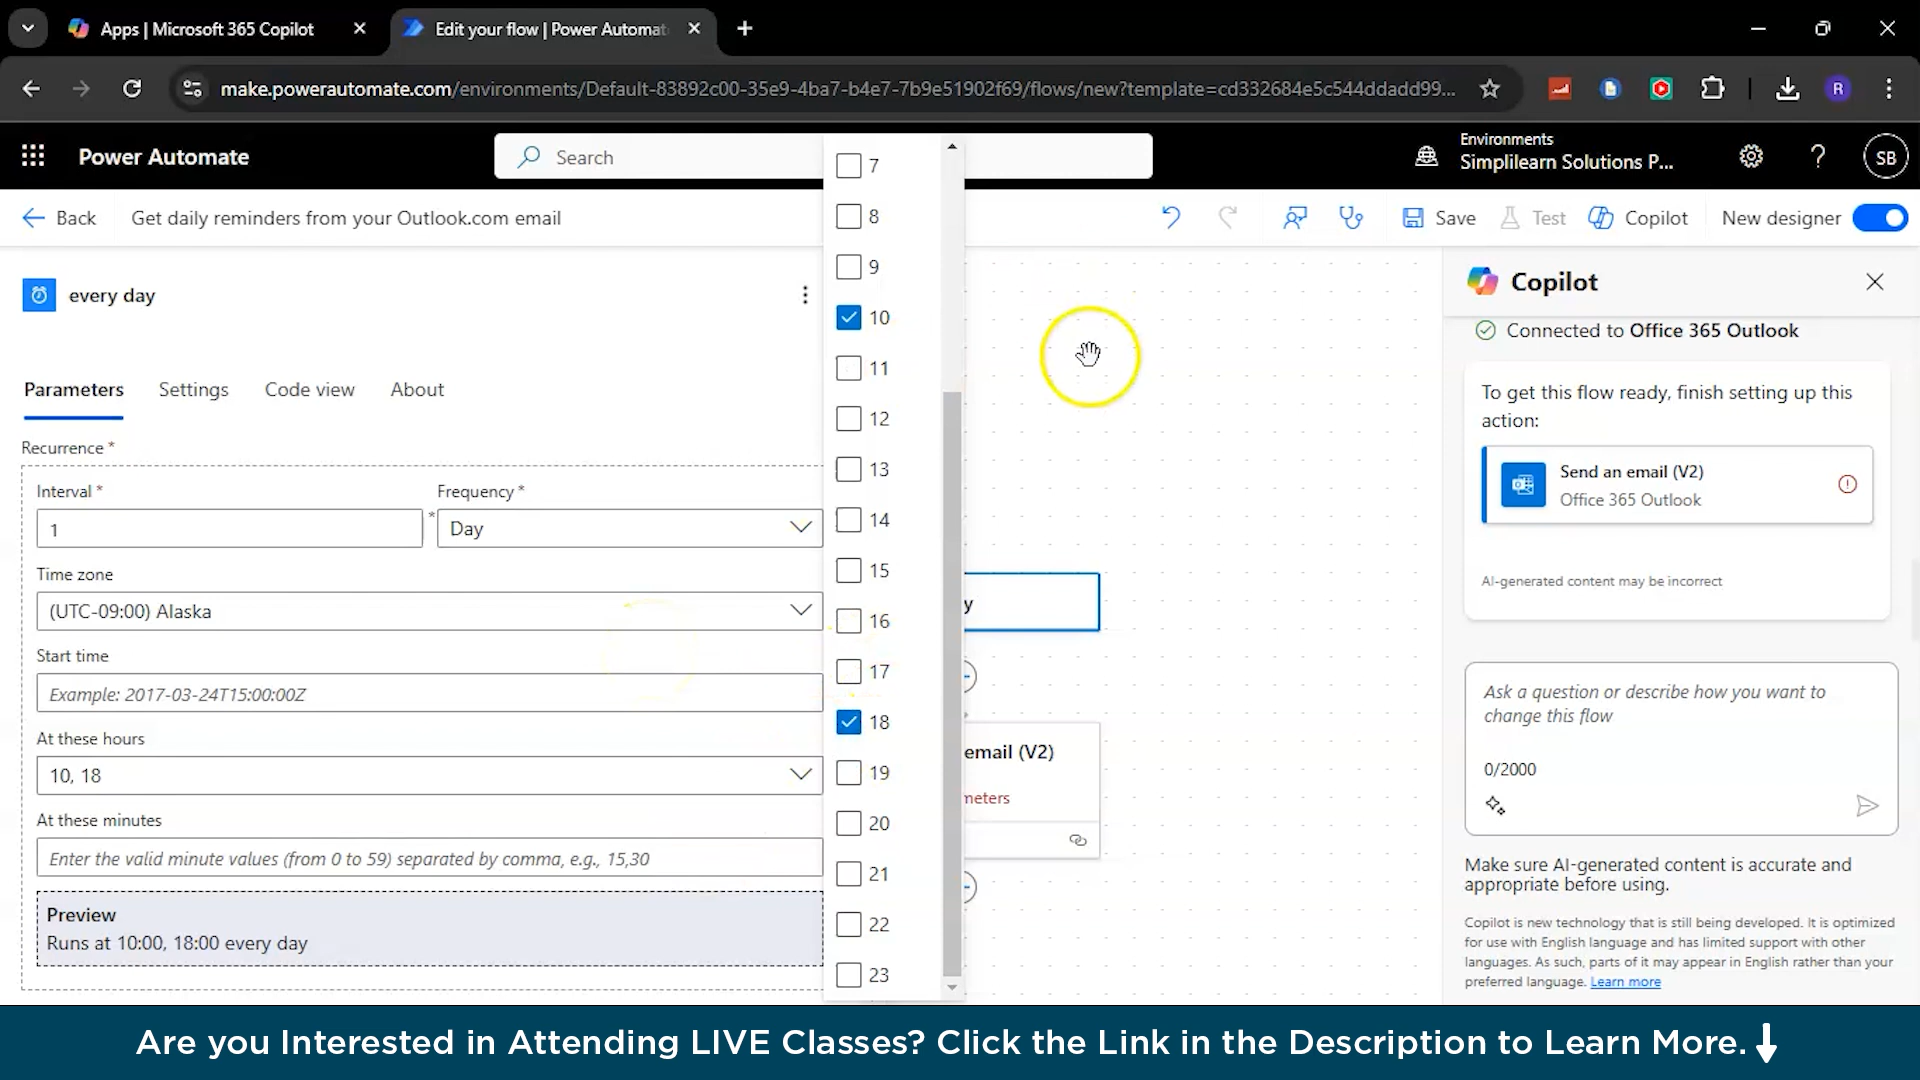 Apps | Microsoft 365 Copilot
Edit your flow | Power Automat
make.powerautomate.com/environments/Default-83892c00-35e9-4ba7-b4e7-7b9e51902f69/flows/new?template=cd332684e5c544ddadd99...
R
Power Automate
Search
Environments
Simplilearn Solutions P...
SB
Back
Get daily reminders from your Outlook.com email
Save
Test
Copilot
New designer
every day
Parameters
Settings
Code view
About
Recurrence *
Interval *
Frequency *
1
*
Day
Time zone
(UTC-09:00) Alaska
Start time
Example: 2017-03-24T15:00:00Z
At these hours
10, 18
At these minutes
Enter the valid minute values (from 0 to 59) separated by comma, e.g., 15,30
Preview
Runs at 10:00, 18:00 every day
7
8
9
10
11
12
13
14
15
16
17
18
19
20
21
22
23
y
email (V2)
meters
Copilot
Connected to Office 365 Outlook
To get this flow ready, finish setting up this
action:
Send an email (V2)
Office 365 Outlook
AI-generated content may be incorrect
Ask a question or describe how you want to
change this flow
0/2000
Make sure AI-generated content is accurate and
appropriate before using.
Copilot is new technology that is still being developed. It is optimized
for use with English language and has limited support with other
languages. As such, parts of it may appear in English rather than your
preferred language. Learn more
Are you Interested in Attending LIVE Classes? Click the Link in the Description to Learn More.